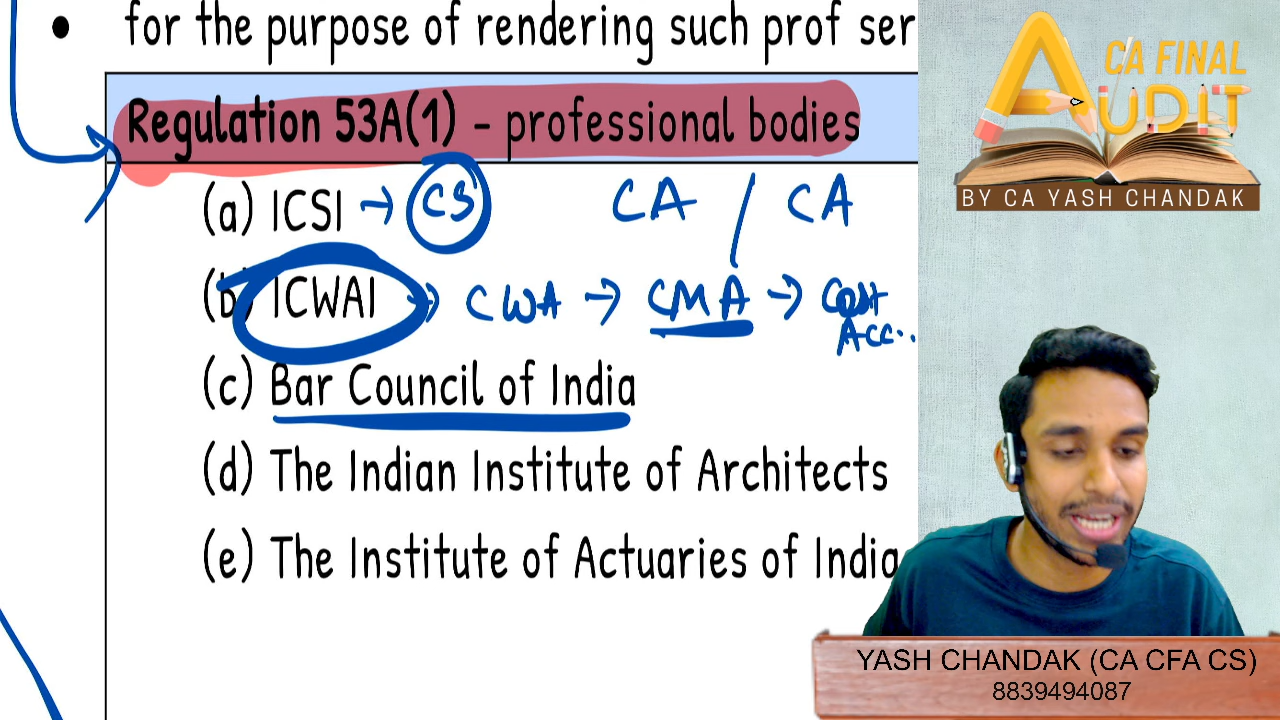 for the purpose of rendering such prof ser
Regulation 53A(1) - professional bodies
(a) ICSI → CS CA / CA
(b) ICWAI → CWA → CMA → Cost Acc..
(c) Bar Council of India
(d) The Indian Institute of Architects
(e) The Institute of Actuaries of India
CA FINAL
AUDIT
BY CA YASH CHANDAK
YASH CHANDAK (CA CFA CS)
8839494087